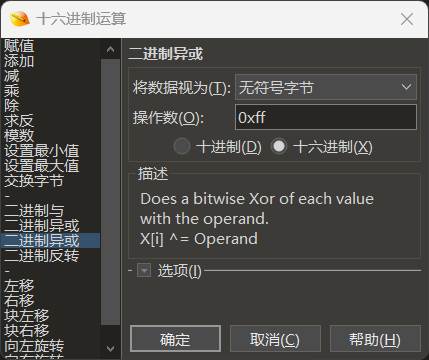 十六进制运算
赋值
添加
减
乘
除
求反
模数
设置最小值
设置最大值
交换字节
-
二进制与
二进制异或
二进制异或
二进制反转
-
左移
右移
块左移
块右移
向左旋转
向右旋转
二进制异或
将数据视为(T): 无符号字节
操作数(O): 0xff
十进制(D) 十六进制(X)
描述
Does a bitwise Xor of each value
with the operand.
X[i] ^= Operand
- 选项(I)
确定 取消(C) 帮助(H)